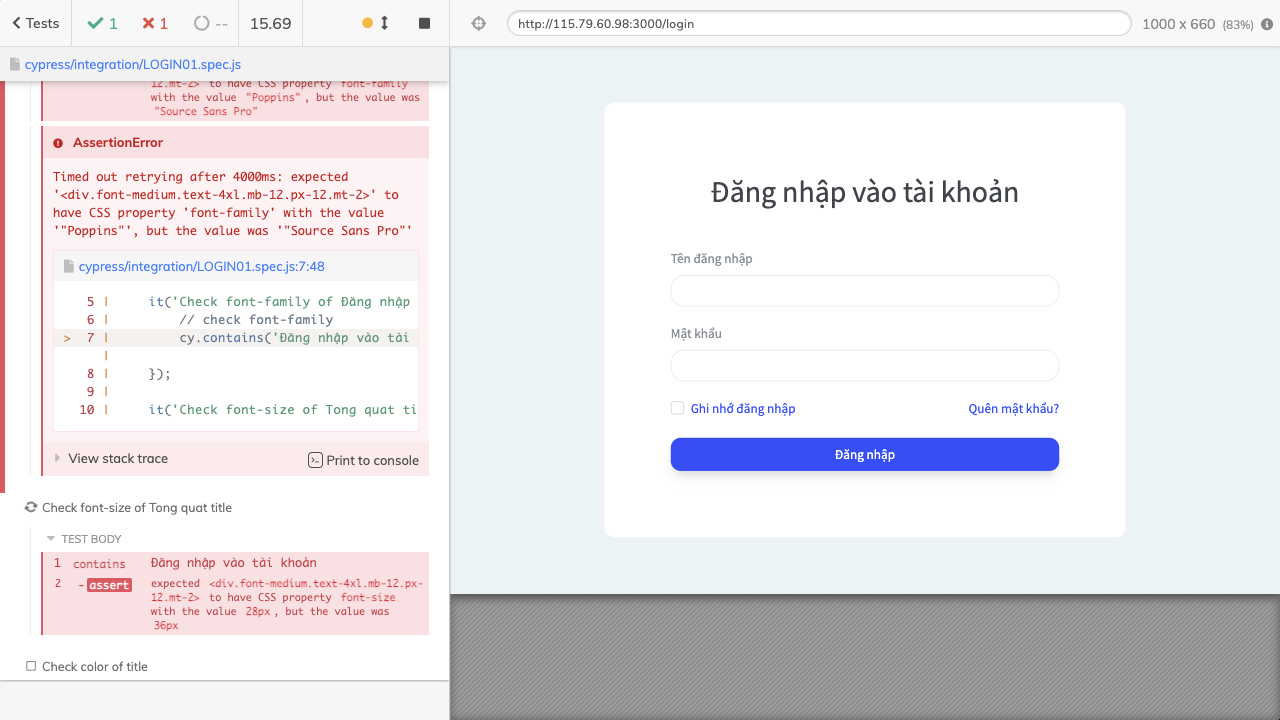 Tests
1
1
--
15.69
http://115.79.60.98:3000/login
1000 x 660 (83%)
cypress/integration/LOGIN01.spec.js
12.mt-2> to have CSS property font-family
with the value "Poppins", but the value was
"Source Sans Pro"
AssertionError
Timed out retrying after 4000ms: expected
'<div.font-medium.text-4xl.mb-12.px-12.mt-2>' to
have CSS property 'font-family' with the value
'"Poppins"', but the value was '"Source Sans Pro"'
cypress/integration/LOGIN01.spec.js:7:48
5 | it('Check font-family of Đăng nhập
6 | // check font-family
> 7 | cy.contains('Đăng nhập vào tài
|
8 | });
9 |
10 | it('Check font-size of Tong quat ti
View stack trace
Print to console
Check font-size of Tong quat title
TEST BODY
1 contains Đăng nhập vào tài khoản
2 -assert expected <div.font-medium.text-4xl.mb-12.px-
12.mt-2> to have CSS property font-size
with the value 28px, but the value was
36px
Check color of title
Đăng nhập vào tài khoản
Tên đăng nhập
Mật khẩu
Ghi nhớ đăng nhập
Quên mật khẩu?
Đăng nhập